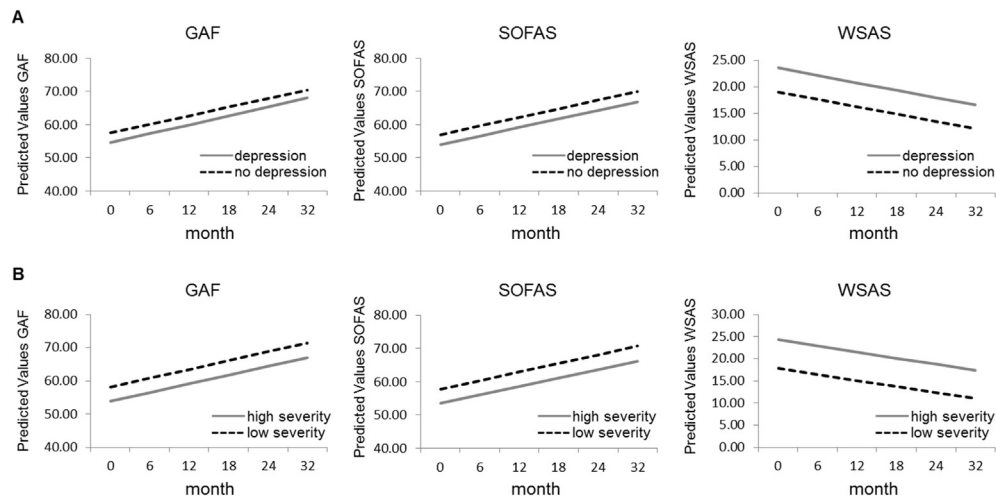 A
GAF
SOFAS
WSAS
Predicted Values GAF
80.00
70.00
60.00
50.00
40.00
depression
no depression
0 6 12 18 24 32
month
Predicted Values SOFAS
80.00
70.00
60.00
50.00
40.00
depression
no depression
0 6 12 18 24 32
month
Predicted Values WSAS
25.00
20.00
15.00
10.00
5.00
0.00
depression
no depression
0 6 12 18 24 32
month
B
GAF
SOFAS
WSAS
Predicted Values GAF
80.00
70.00
60.00
50.00
40.00
high severity
low severity
0 6 12 18 24 32
month
Predicted Values SOFAS
80.00
70.00
60.00
50.00
40.00
high severity
low severity
0 6 12 18 24 32
month
Predicted Values WSAS
30.00
25.00
20.00
15.00
10.00
5.00
0.00
high severity
low severity
0 6 12 18 24 32
month